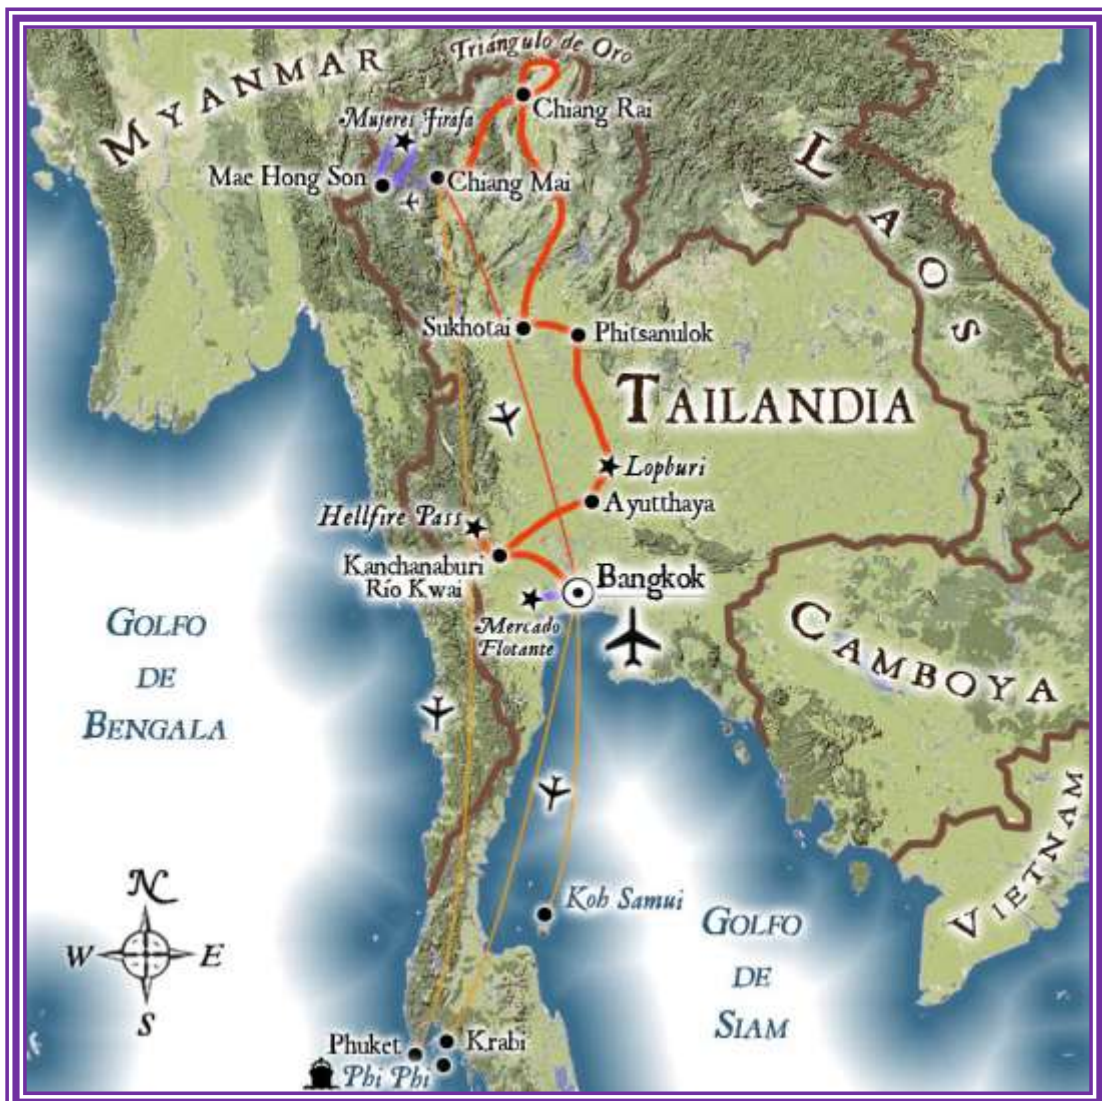 Triángulo de Oro
MYANMAR
Chiang Rai
Mujeres Jirafa
LAOS
Mae Hong Son
Chiang Mai
Sukhotai
Phitsanulok
TAILANDIA
Lopburi
Ayutthaya
Hellfire Pass
Kanchanaburi
Río Kwai
Bangkok
Mercado
Flotante
GOLFO
DE
BENGALA
CAMBOYA
VIETNAM
N
W
E
S
Koh Samui
GOLFO
DE
SIAM
Phuket
Krabi
Phi Phi